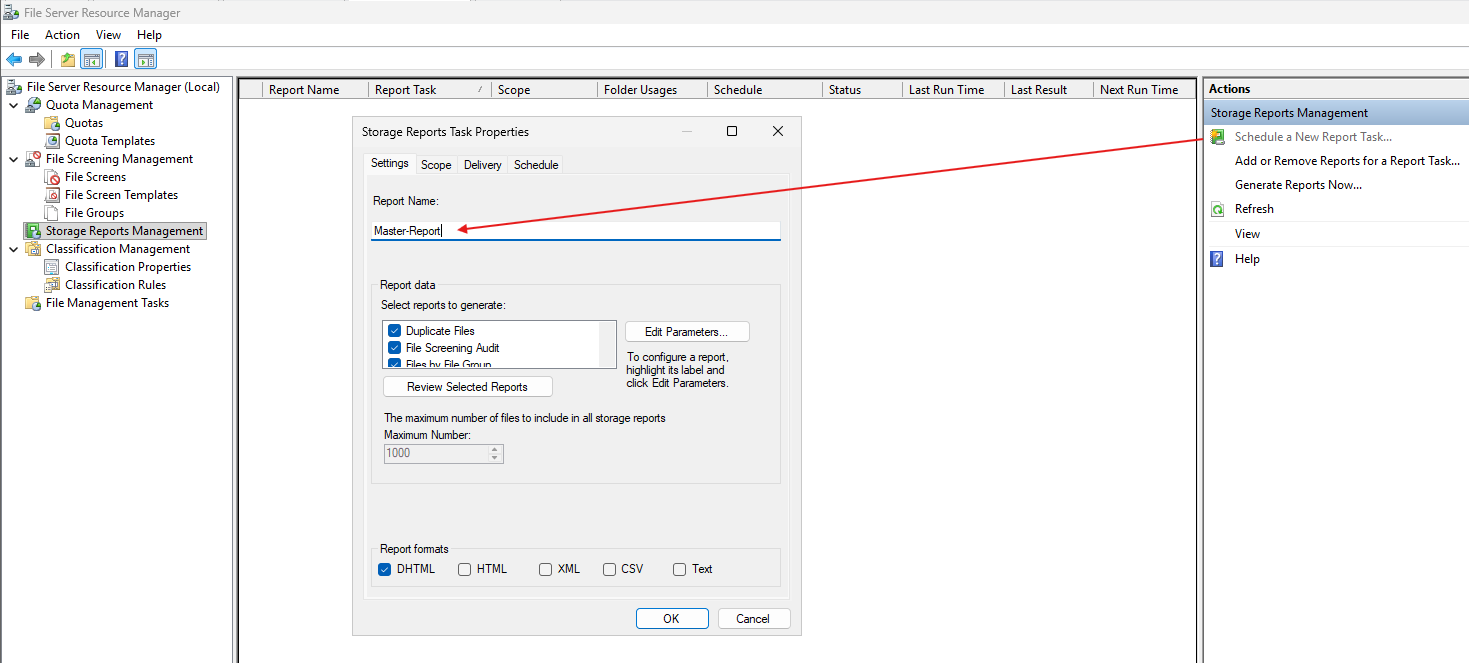 File Server Resource Manager
File Action View Help
File Server Resource Manager (Local)
Quota Management
Quotas
Quota Templates
File Screening Management
File Screens
File Screen Templates
File Groups
Storage Reports Management
Classification Management
Classification Properties
Classification Rules
File Management Tasks
Report Name Report Task Scope Folder Usages Schedule Status Last Run Time Last Result Next Run Time
Storage Reports Task Properties
Settings Scope Delivery Schedule
Report Name:
Master-Report
Report data
Select reports to generate:
Duplicate Files
File Screening Audit
Files by File Group
Edit Parameters...
To configure a report,
highlight its label and
click Edit Parameters.
Review Selected Reports
The maximum number of files to include in all storage reports
Maximum Number:
1000
Report formats
DHTML HTML XML CSV Text
OK Cancel
Actions
Storage Reports Management
Schedule a New Report Task...
Add or Remove Reports for a Report Task...
Generate Reports Now...
Refresh
View
Help